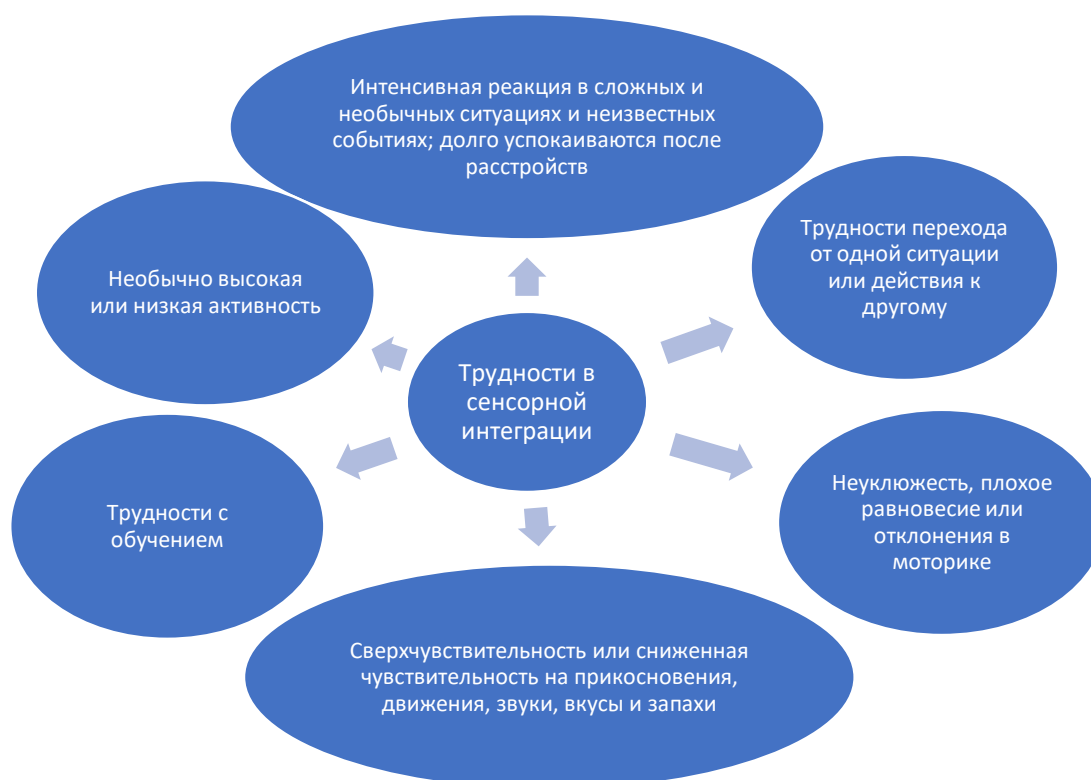 Интенсивная реакция в сложных и
необычных ситуациях и неизвестных
событиях; долго успокаиваются после
расстройств
Трудности перехода
от одной ситуации
или действия к
другому
Необычно высокая
или низкая активность
Трудности в
сенсорной
интеграции
Неуклюжесть, плохое
равновесие или
отклонения в
моторике
Трудности с
обучением
Сверхчувствительность или сниженная
чувствительность на прикосновения,
движения, звуки, вкусы и запахи